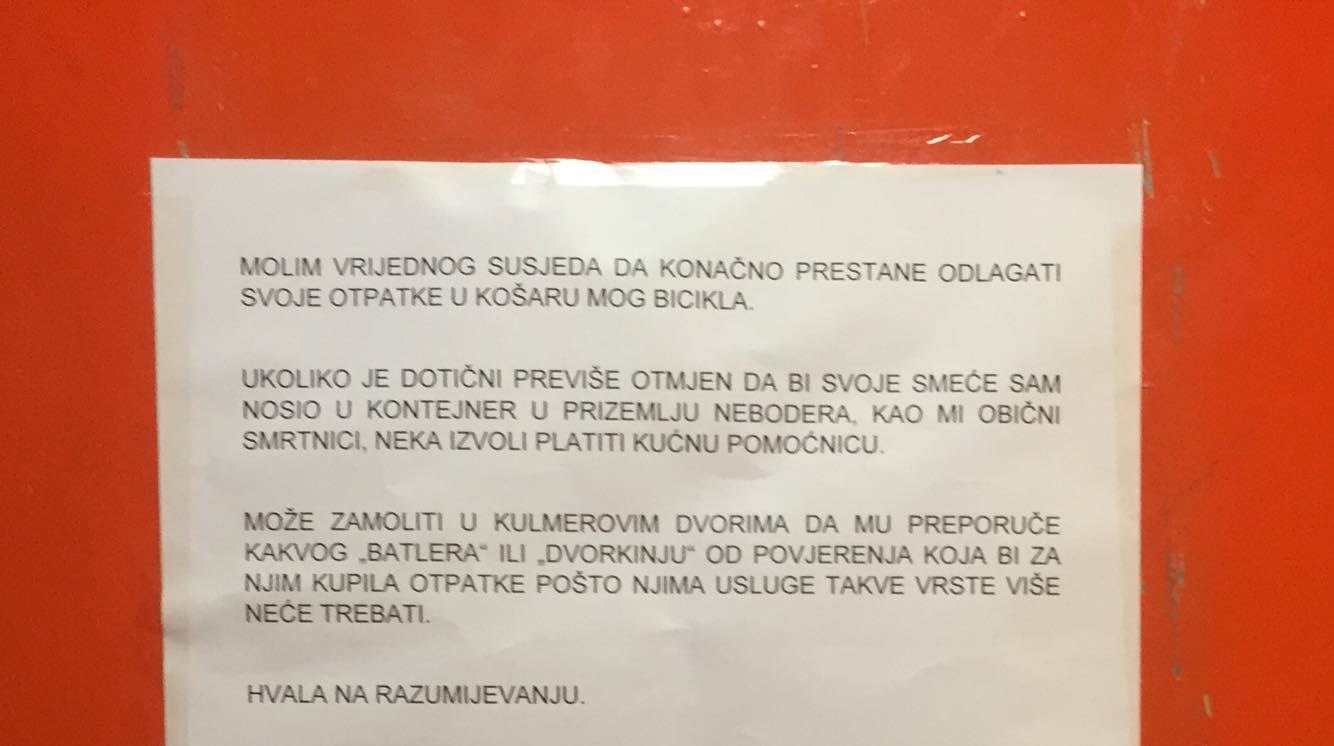 MOLIM VRIJEDNOG SUSJEDA DA KONAČNO PRESTANE ODLAGATI
SVOJE OTPATKE U KOŠARU MOG BICIKLA.
UKOLIKO JE DOTIČNI PREVIŠE OTMJEN DA BI SVOJE SMEĆE SAM
NOSIO U KONTEJNER U PRIZEMLJU NEBODERA, KAO MI OBIČNI
SMRTNICI, NEKA IZVOLI PLATITI KUĆNU POMOĆNICU.
MOŽE ZAMOLITI U KULMEROVIM DVORIMA DA MU PREPORUČE
KAKVOG „BATLERA“ ILI „DVORKINJU“ OD POVJERENJA KOJA BI ZA
NJIM KUPILA OTPATKE POŠTO NJIMA USLUGE TAKVE VRSTE VIŠE
NEĆE TREBATI.
HVALA NA RAZUMIJEVANJU.